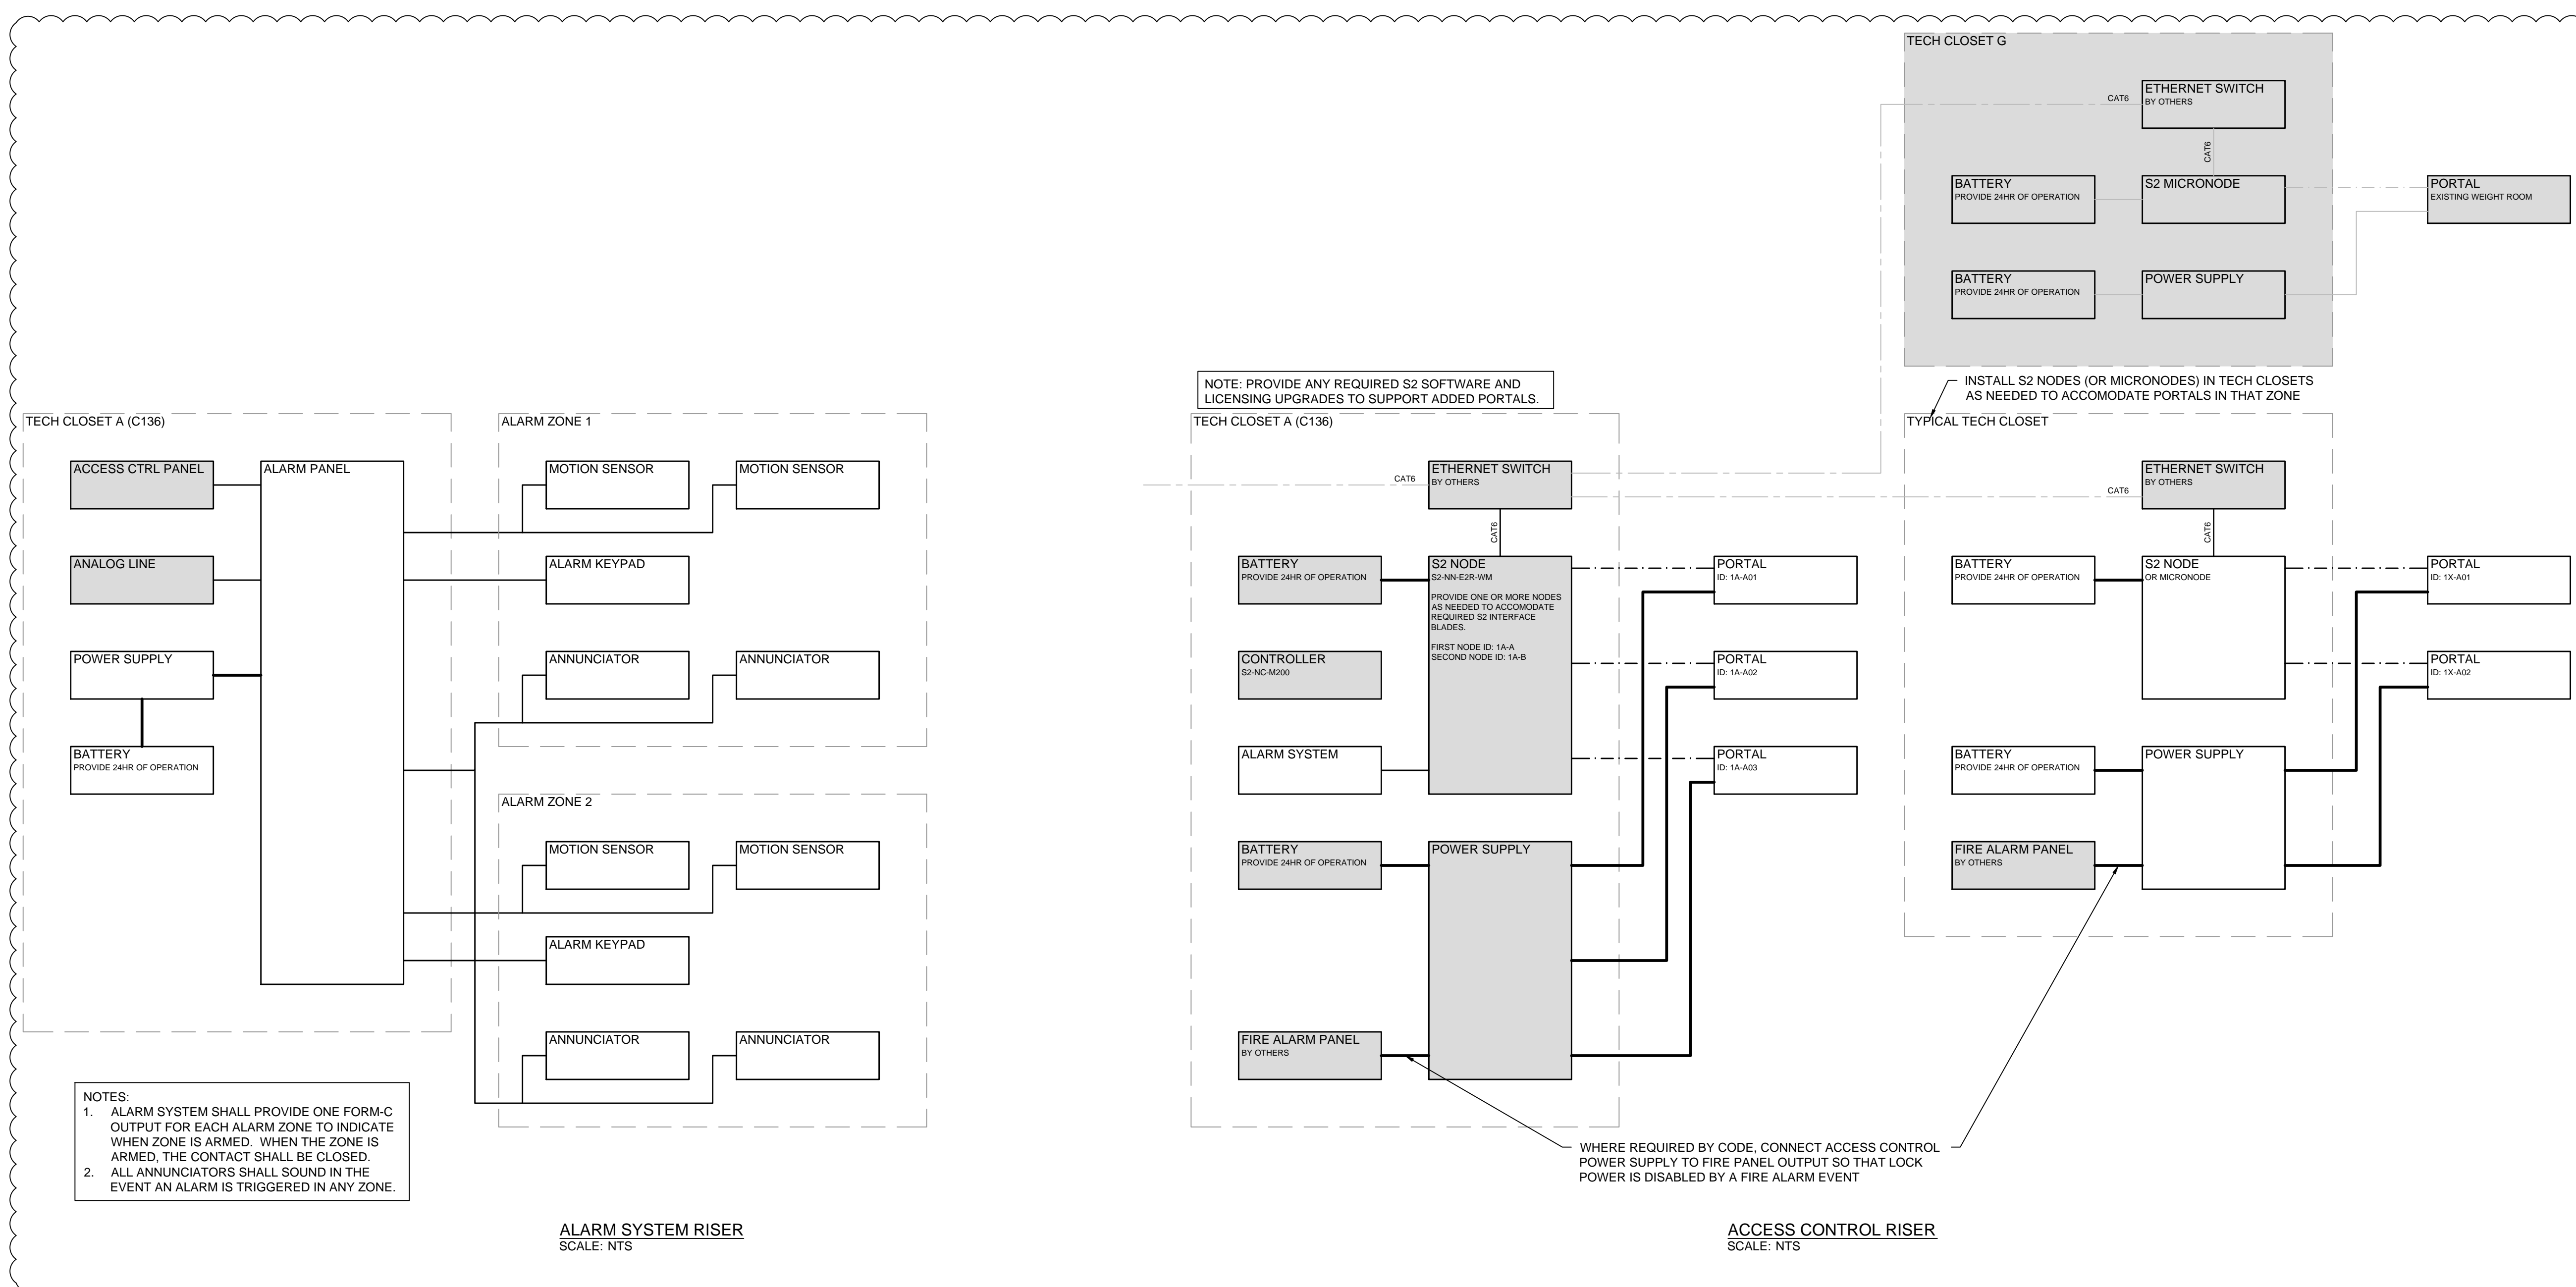 TECH CLOSET G
ETHERNET SWITCH
BY OTHERS
CAT6
CAT6
BATTERY
PROVIDE 24HR OF OPERATION
S2 MICRONODE
PORTAL
EXISTING WEIGHT ROOM
BATTERY
PROVIDE 24HR OF OPERATION
POWER SUPPLY
NOTE: PROVIDE ANY REQUIRED S2 SOFTWARE AND
LICENSING UPGRADES TO SUPPORT ADDED PORTALS.
INSTALL S2 NODES (OR MICRONODES) IN TECH CLOSETS
AS NEEDED TO ACCOMODATE PORTALS IN THAT ZONE
TECH CLOSET A (C136)
ACCESS CTRL PANEL
ALARM PANEL
ANALOG LINE
POWER SUPPLY
BATTERY
PROVIDE 24HR OF OPERATION
ALARM ZONE 1
MOTION SENSOR
MOTION SENSOR
ALARM KEYPAD
ANNUNCIATOR
ANNUNCIATOR
ALARM ZONE 2
MOTION SENSOR
MOTION SENSOR
ALARM KEYPAD
ANNUNCIATOR
ANNUNCIATOR
NOTES:
1. ALARM SYSTEM SHALL PROVIDE ONE FORM-C
OUTPUT FOR EACH ALARM ZONE TO INDICATE
WHEN ZONE IS ARMED. WHEN THE ZONE IS
ARMED, THE CONTACT SHALL BE CLOSED.
2. ALL ANNUNCIATORS SHALL SOUND IN THE
EVENT AN ALARM IS TRIGGERED IN ANY ZONE.
ALARM SYSTEM RISER
SCALE: NTS
TECH CLOSET A (C136)
CAT6
ETHERNET SWITCH
BY OTHERS
CAT6
BATTERY
PROVIDE 24HR OF OPERATION
S2 NODE
S2-NN-E2R-WM
PROVIDE ONE OR MORE NODES
AS NEEDED TO ACCOMODATE
REQUIRED S2 INTERFACE
BLADES.
FIRST NODE ID: 1A-A
SECOND NODE ID: 1A-B
PORTAL
ID: 1A-A01
CONTROLLER
S2-NC-M200
PORTAL
ID: 1A-A02
ALARM SYSTEM
PORTAL
ID: 1A-A03
BATTERY
PROVIDE 24HR OF OPERATION
POWER SUPPLY
FIRE ALARM PANEL
BY OTHERS
TYPICAL TECH CLOSET
CAT6
ETHERNET SWITCH
BY OTHERS
CAT6
BATTERY
PROVIDE 24HR OF OPERATION
S2 NODE
OR MICRONODE
PORTAL
ID: 1X-A01
PORTAL
ID: 1X-A02
BATTERY
PROVIDE 24HR OF OPERATION
POWER SUPPLY
FIRE ALARM PANEL
BY OTHERS
WHERE REQUIRED BY CODE, CONNECT ACCESS CONTROL
POWER SUPPLY TO FIRE PANEL OUTPUT SO THAT LOCK
POWER IS DISABLED BY A FIRE ALARM EVENT
ACCESS CONTROL RISER
SCALE: NTS